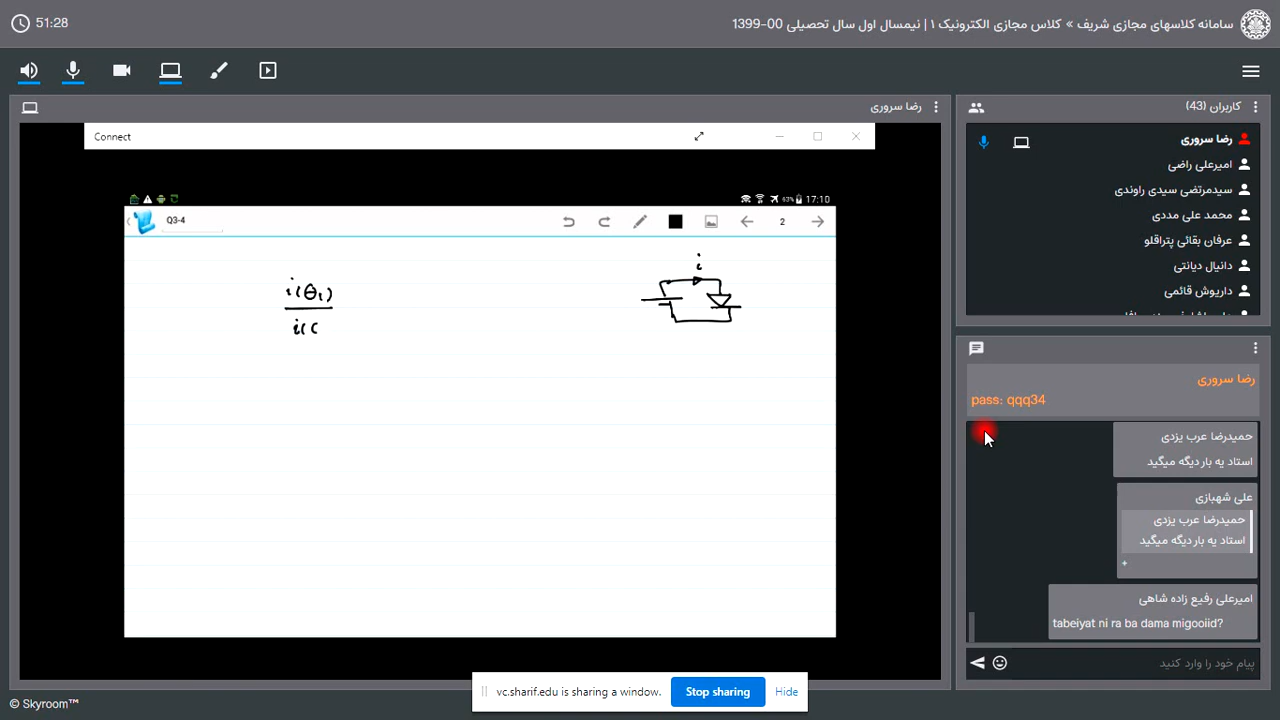 51:28
سامانه کلاسهای مجازی شریف » کلاس مجازی الکترونیک ۱ | نیمسال اول سال تحصیلی 00-1399
رضا سروری
Connect
17:10
63%
Q3-4
2
i(θ₁)
i((
i
کاربران (43)
رضا سروری
امیرعلی راضی
سیدمرتضی سیدی راوندی
محمد علی مددی
عرفان بقائی پتراقلو
دانیال دیانتی
داریوش قائمی
رضا سروری
pass: qqq34
حمیدرضا عرب یزدی
استاد یه بار دیگه میگید
علی شهبازی
حمیدرضا عرب یزدی
استاد یه بار دیگه میگید
+
امیرعلی رفیع زاده شاهی
tabeiyat ni ra ba dama migooiid?
پیام خود را وارد کنید
vc.sharif.edu is sharing a window.
Stop sharing
Hide
© Skyroom™